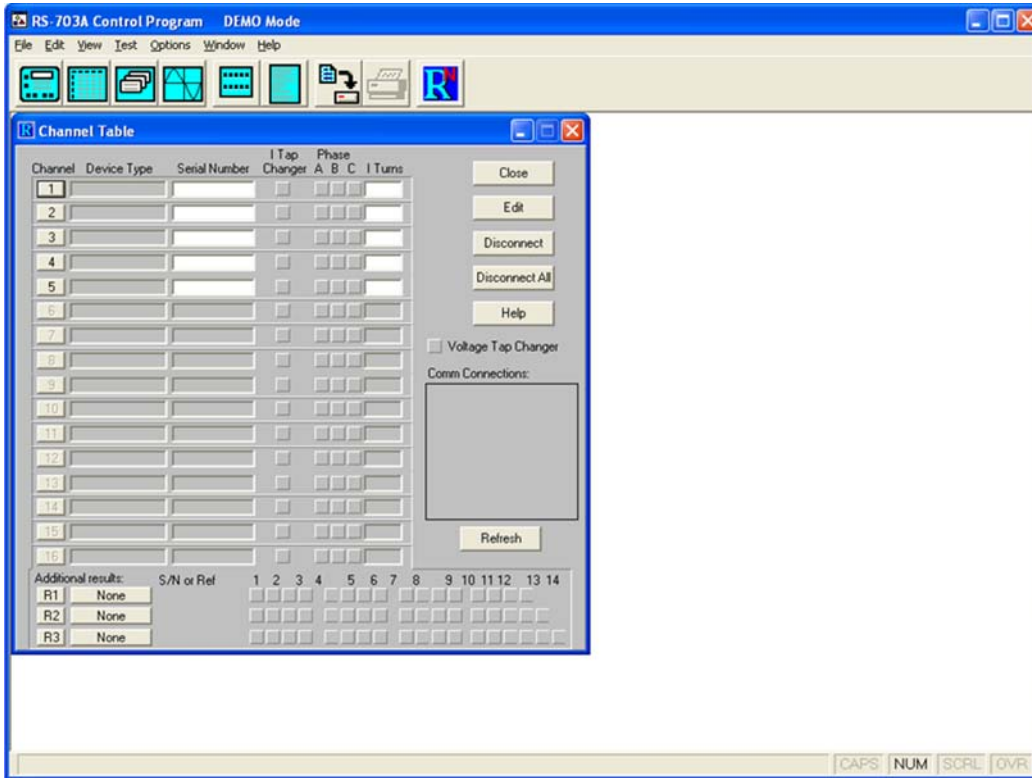 RS-703A Control Program DEMO Mode
File Edit View Test Options Window Help
R N
R Channel Table
I Tap Phase
Channel Device Type Serial Number Changer A B C I Turns
1
2
3
4
5
6
7
8
9
10
11
12
13
14
15
16
Close
Edit
Disconnect
Disconnect All
Help
Voltage Tap Changer
Comm Connections:
Refresh
Additional results: S/N or Ref 1 2 3 4 5 6 7 8 9 10 11 12 13 14
R1 None
R2 None
R3 None
CAPS NUM SCRL OVR